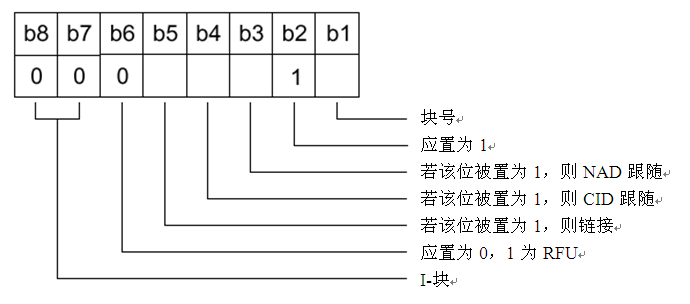 b8 b7 b6 b5 b4 b3 b2 b1
0 0 0 1
块号
应置为 1
若该位被置为 1，则 NAD 跟随
若该位被置为 1，则 CID 跟随
若该位被置为 1，则链接
应置为 0，1 为 RFU
I-块